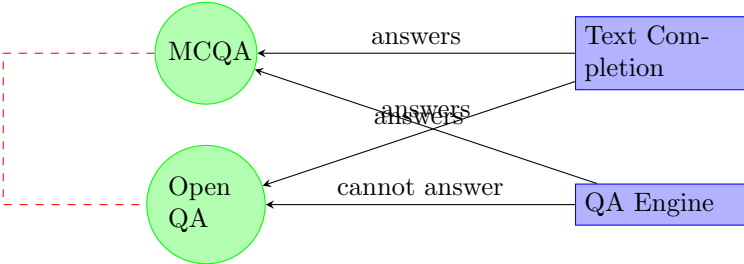 MCQA
answers
Text Com-
pletion
answers
answers
Open
QA
cannot answer
QA Engine